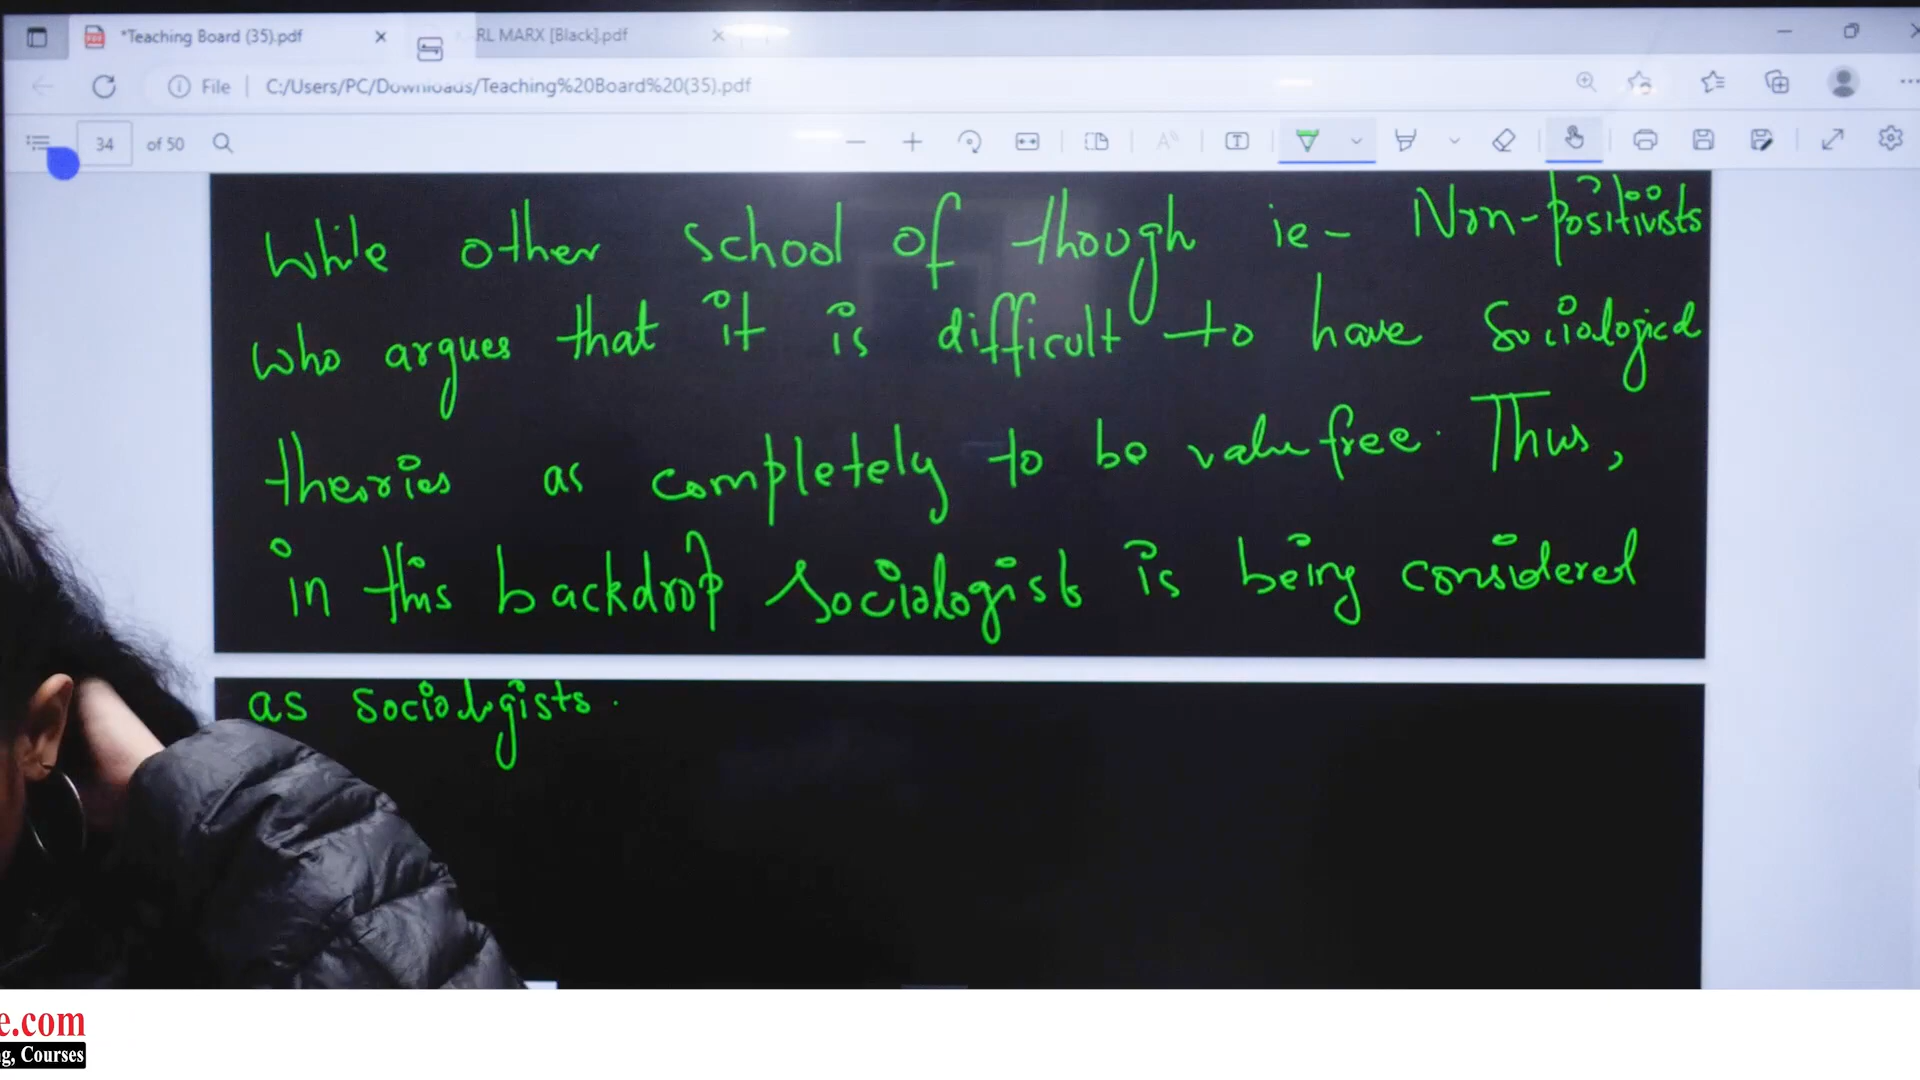 *Teaching Board (35).pdf
RL MARX [Black].pdf
File C:/Users/PC/Downloads/Teaching%20Board%20(35).pdf
34 of 50
While other school of though ie - Non-positivists
who argues that it is difficult to have sociological
theories as completely to be value free. Thus,
in this backdrop sociologist is being considered
as sociologists.
e.com
g, Courses